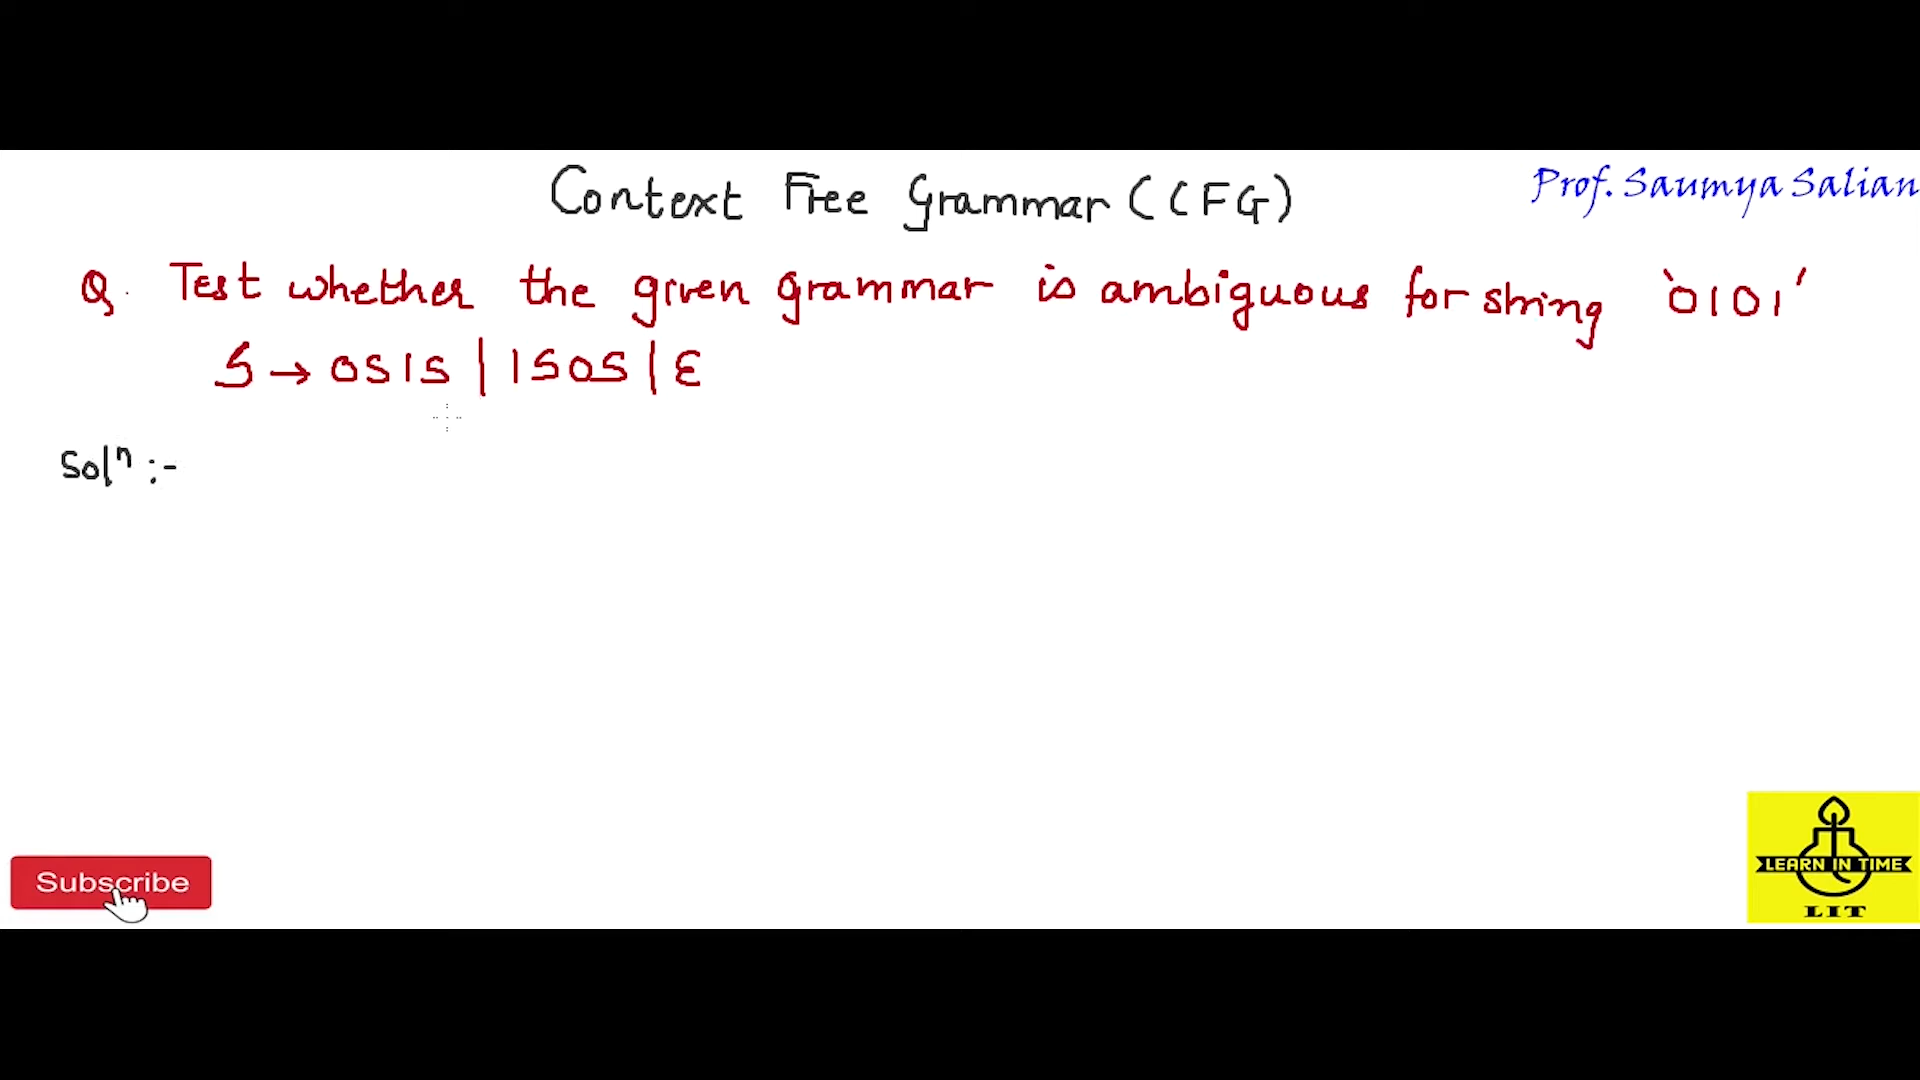 Context Free Grammar (CFG)
Prof. Saumya Salian
Q. Test whether the given grammar is ambiguous for string '0101'
S → 0S1S | 1S0S | ε
Solⁿ :-
Subscribe
LEARN IN TIME
LIT